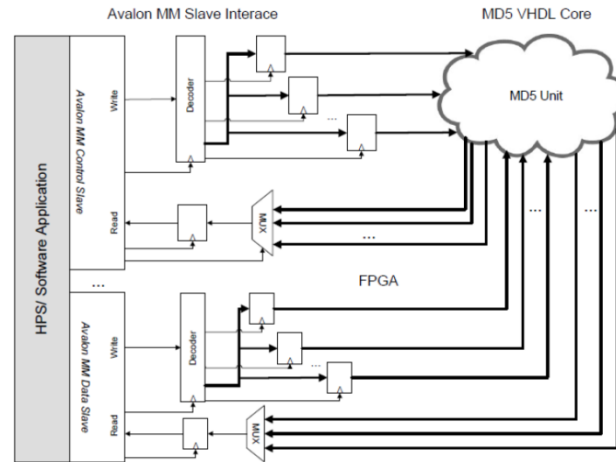 Avalon MM Slave Interace
MD5 VHDL Core
HPS/ Software Application
Avalon MM Control Slave
Write
Read
Decoder
...
MD5 Unit
MUX
...
...
...
...
FPGA
Avalon MM Data Slave
Write
Read
Decoder
...
MUX